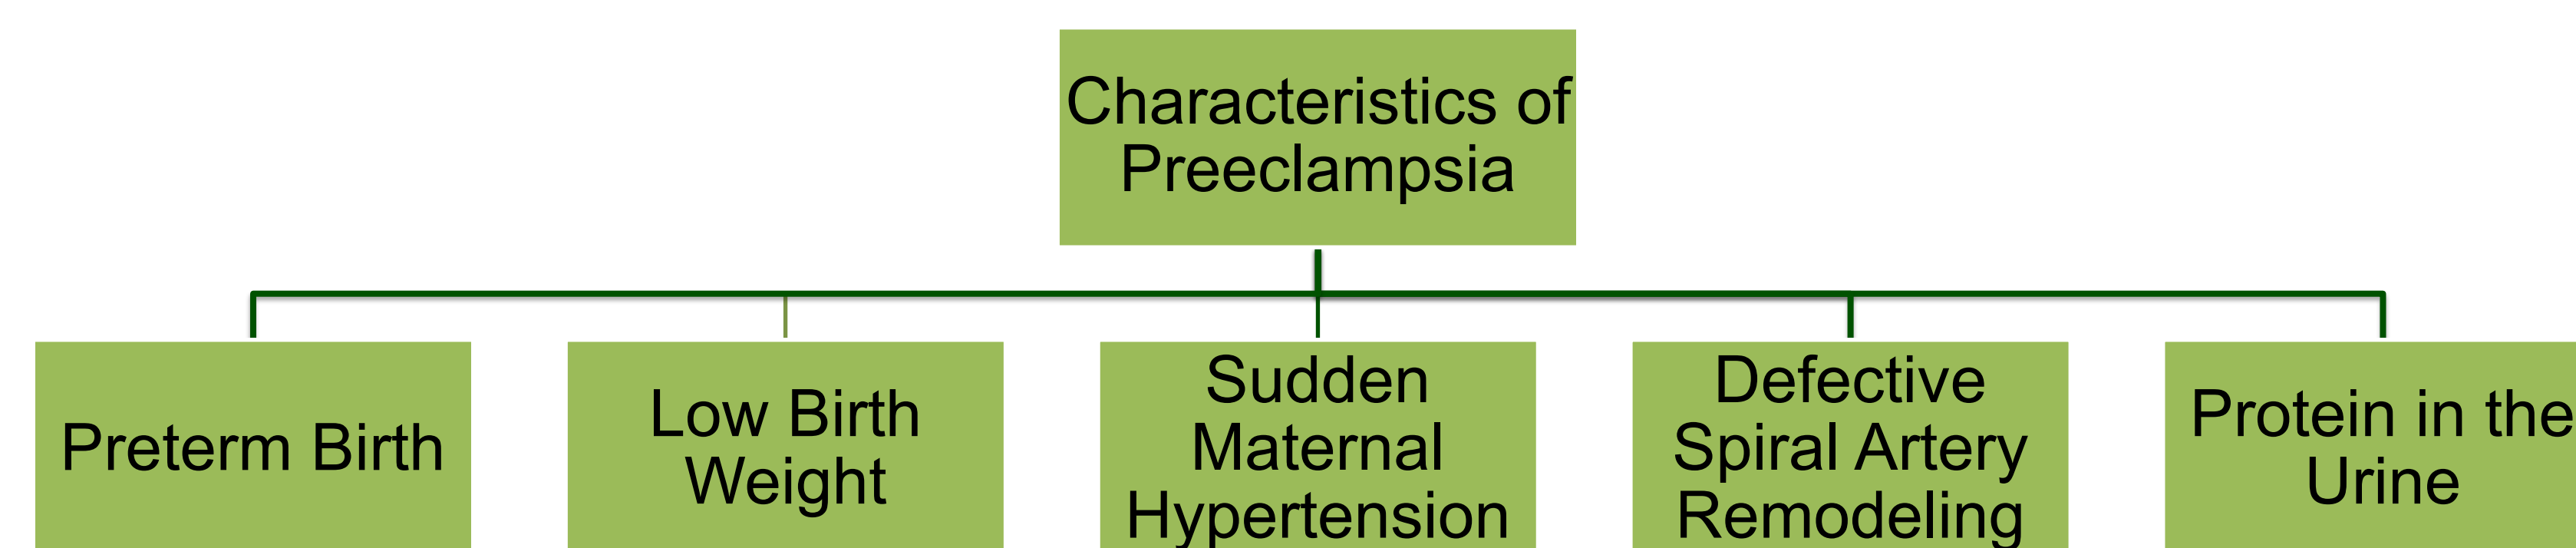 Characteristics of
Preeclampsia
Preterm Birth
Low Birth
Weight
Sudden
Maternal
Hypertension
Defective
Spiral Artery
Remodeling
Protein in the
Urine